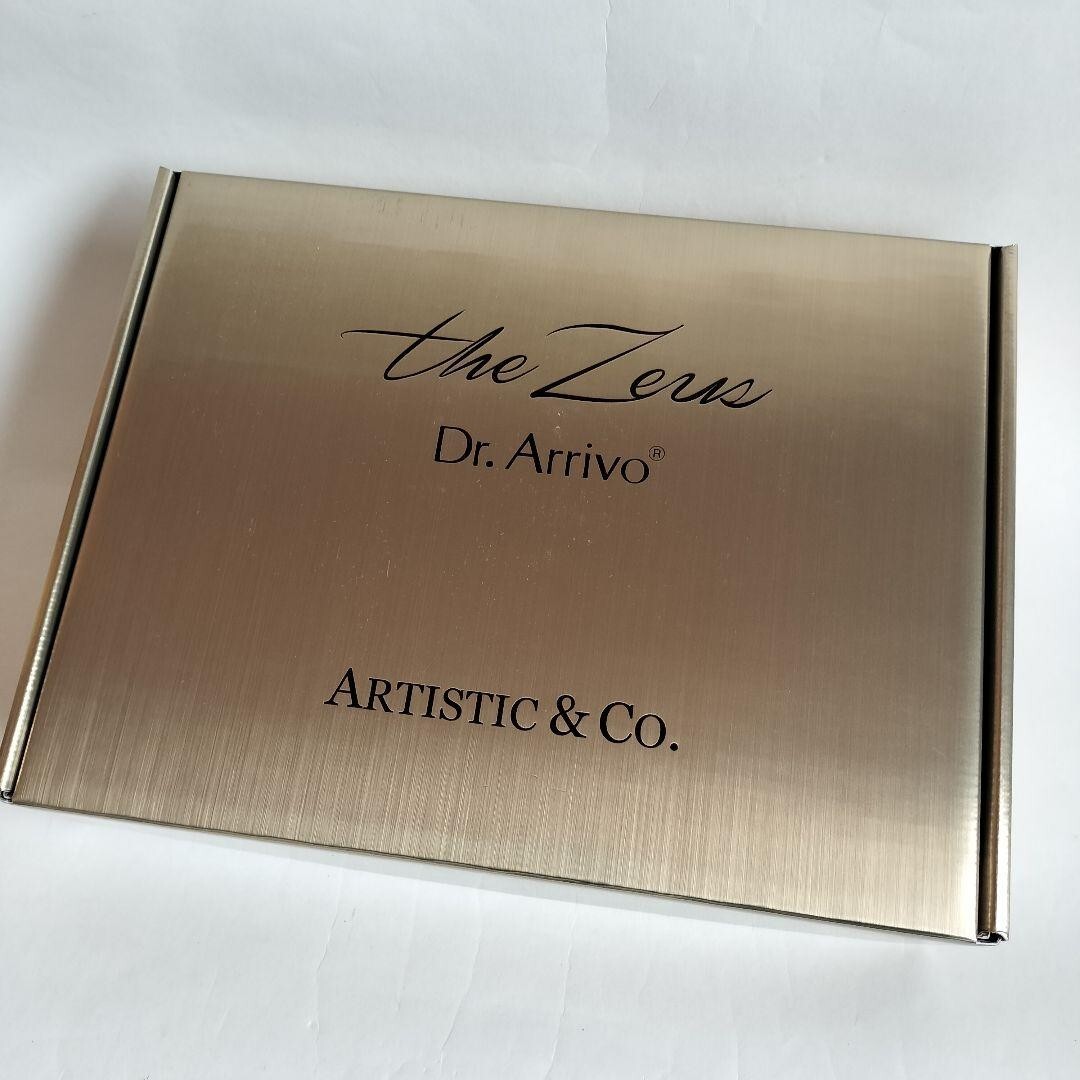 the Zeus
Dr. Arrivo®
ARTISTIC & CO.